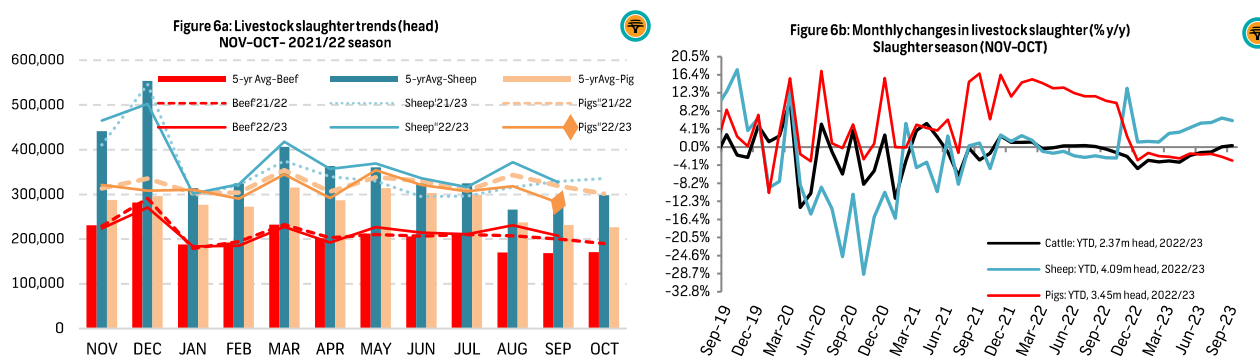 Figure 6a: Livestock slaughter trends (head)
NOV-OCT- 2021/22 season
600,000
500,000
400,000
300,000
200,000
100,000
0
5-yr Avg-Beef
5-yrAvg-Sheep
5-yrAvg-Pig
Beef'21/22
Sheep'21/23
Pigs"21/22
Beef'22/23
Sheep"22/23
Pigs"22/23
NOV DEC JAN FEB MAR APR MAY JUN JUL AUG SEP OCT
Figure 6b: Monthly changes in livestock slaughter (% y/y)
Slaughter season (NOV-OCT)
20.5%
16.4%
12.3%
8.2%
4.1%
0.0%
-4.1%
-8.2%
-12.3%
-16.4%
-20.5%
-24.6%
-28.7%
-32.8%
Cattle: YTD, 2.37m head, 2022/23
Sheep: YTD, 4.09m head, 2022/23
Pigs: YTD, 3.45m head, 2022/23
Sep-19 Dec-19 Mar-20 Jun-20 Sep-20 Dec-20 Mar-21 Jun-21 Sep-21 Dec-21 Mar-22 Jun-22 Sep-22 Dec-22 Mar-23 Jun-23 Sep-23